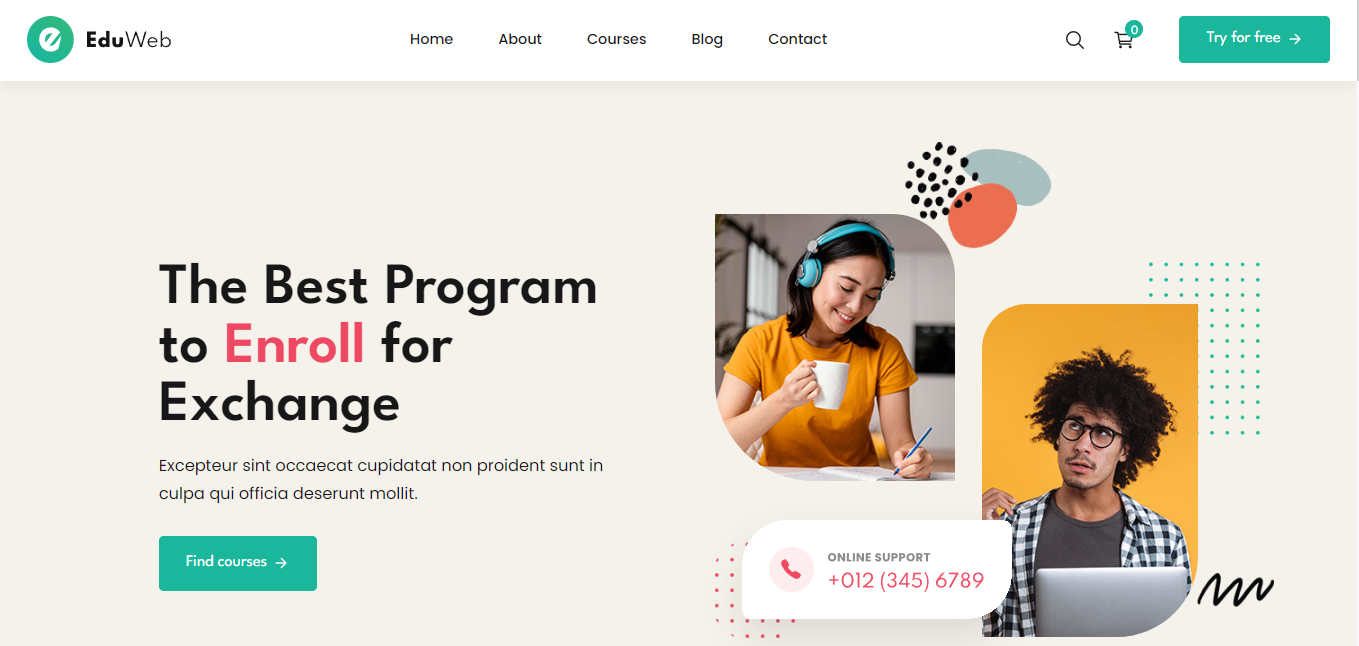 EduWeb
Home
About
Courses
Blog
Contact
0
Try for free →
The Best Program
to Enroll for
Exchange
Excepteur sint occaecat cupidatat non proident sunt in
culpa qui officia deserunt mollit.
Find courses →
ONLINE SUPPORT
+012 (345) 6789